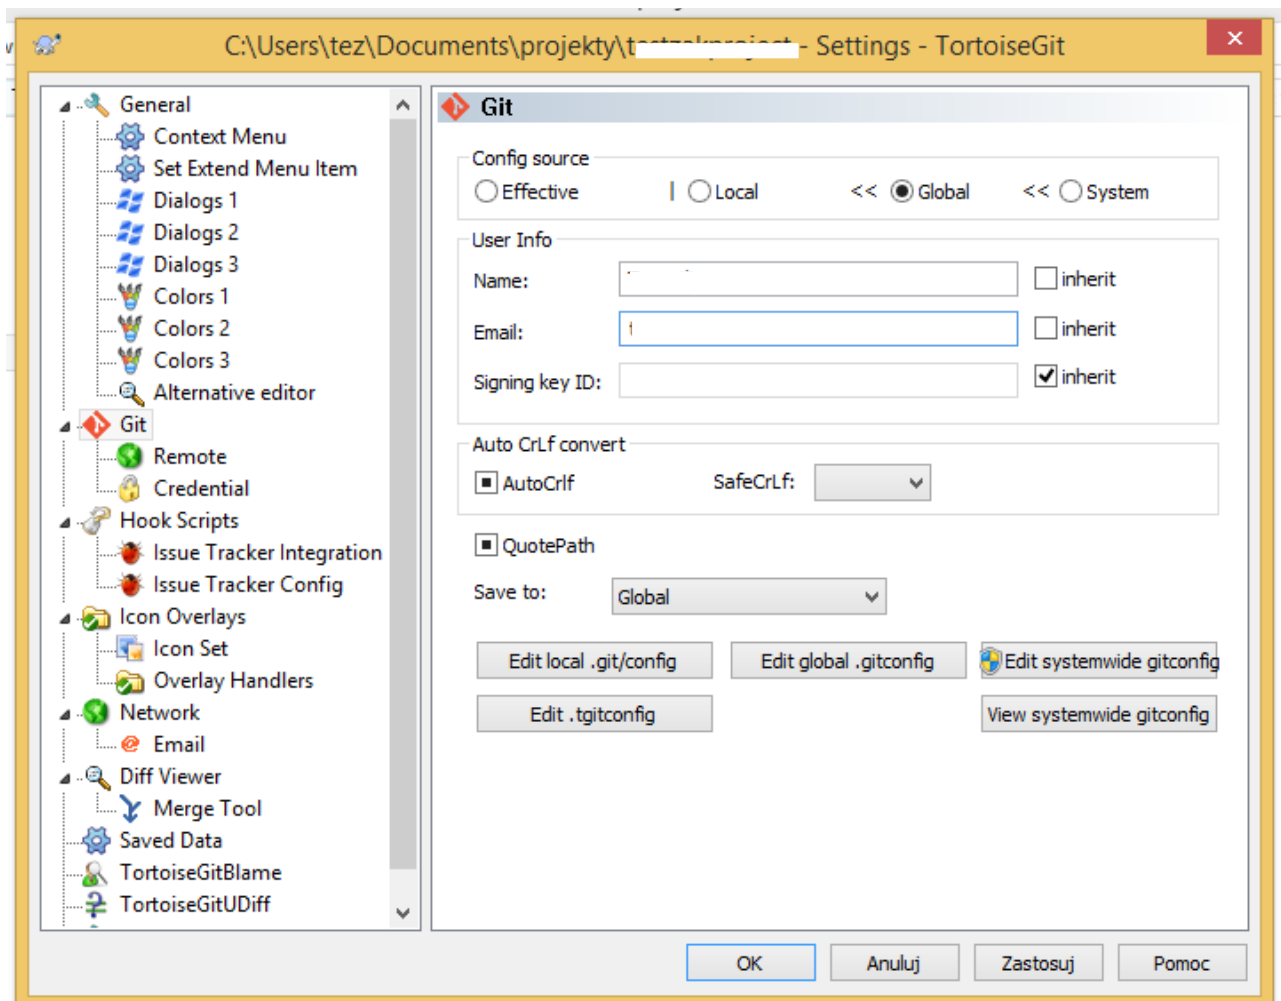 C:\Users\tez\Documents\projekty\ - Settings - TortoiseGit
General
Context Menu
Set Extend Menu Item
Dialogs 1
Dialogs 2
Dialogs 3
Colors 1
Colors 2
Colors 3
Alternative editor
Git
Remote
Credential
Hook Scripts
Issue Tracker Integration
Issue Tracker Config
Icon Overlays
Icon Set
Overlay Handlers
Network
Email
Diff Viewer
Merge Tool
Saved Data
TortoiseGitBlame
TortoiseGitUDiff
Git
Config source
Effective | Local << Global << System
User Info
Name: inherit
Email: inherit
Signing key ID: inherit
Auto CrLf convert
AutoCrlf SafeCrLf:
QuotePath
Save to: Global
Edit local .git/config Edit global .gitconfig Edit systemwide gitconfig
Edit .tgitconfig View systemwide gitconfig
OK Anuluj Zastosuj Pomoc